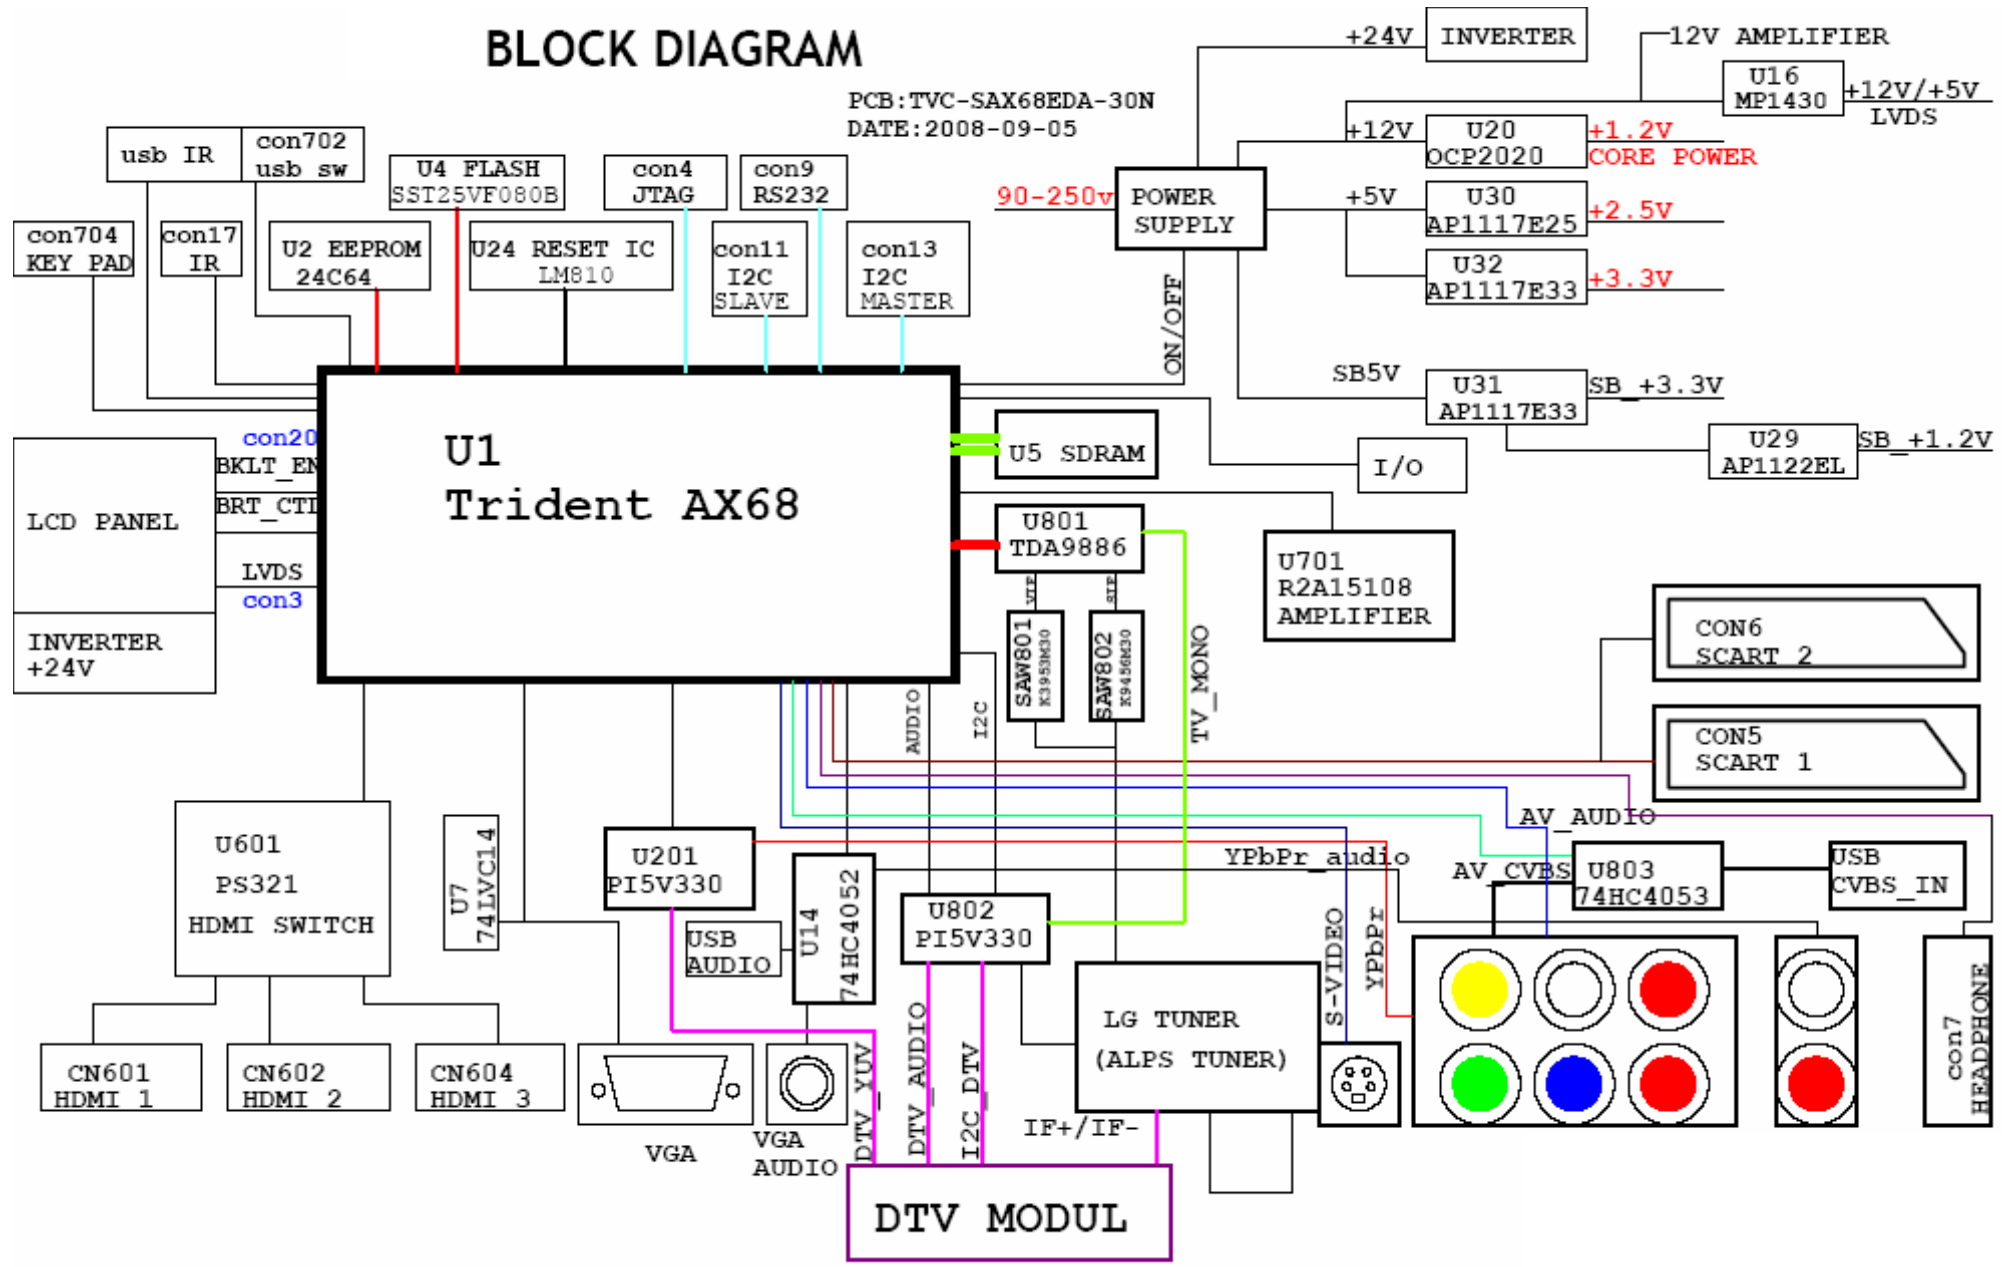 BLOCK DIAGRAM
PCB:TVC-SAX68EDA-30N
DATE:2008-09-05
+24V
INVERTER
12V AMPLIFIER
U16
MP1430
+12V/+5V
LVDS
+12V
U20
OCP2020
+1.2V
CORE POWER
90-250v
POWER
SUPPLY
+5V
U30
AP1117E25
+2.5V
U32
AP1117E33
+3.3V
ON/OFF
SB5V
U31
AP1117E33
SB_+3.3V
U29
AP1122EL
SB_+1.2V
usb IR
con702
usb sw
U4 FLASH
SST25VF080B
con4
JTAG
con9
RS232
con704
KEY PAD
con17
IR
U2 EEPROM
24C64
U24 RESET IC
LM810
con11
I2C
SLAVE
con13
I2C
MASTER
U1
Trident AX68
con20
BKLT_EN
BRT_CTL
LCD PANEL
LVDS
con3
INVERTER
+24V
U5 SDRAM
I/O
U801
TDA9886
VIF
SIF
SAW801
K3953M30
SAW802
K9456M30
TV_MONO
U701
R2A15108
AMPLIFIER
CON6
SCART 2
CON5
SCART 1
AUDIO
I2C
U601
PS321
HDMI SWITCH
U7
74LVC14
U201
PI5V330
USB
AUDIO
U14
74HC4052
U802
PI5V330
YPbPr_audio
AV_AUDIO
AV_CVBS
U803
74HC4053
USB
CVBS_IN
S-VIDEO
YPbPr
LG TUNER
(ALPS TUNER)
con7
HEADPHONE
CN601
HDMI 1
CN602
HDMI 2
CN604
HDMI 3
VGA
VGA
AUDIO
DTV_YUV
DTV_AUDIO
I2C_DTV
IF+/IF-
DTV MODUL